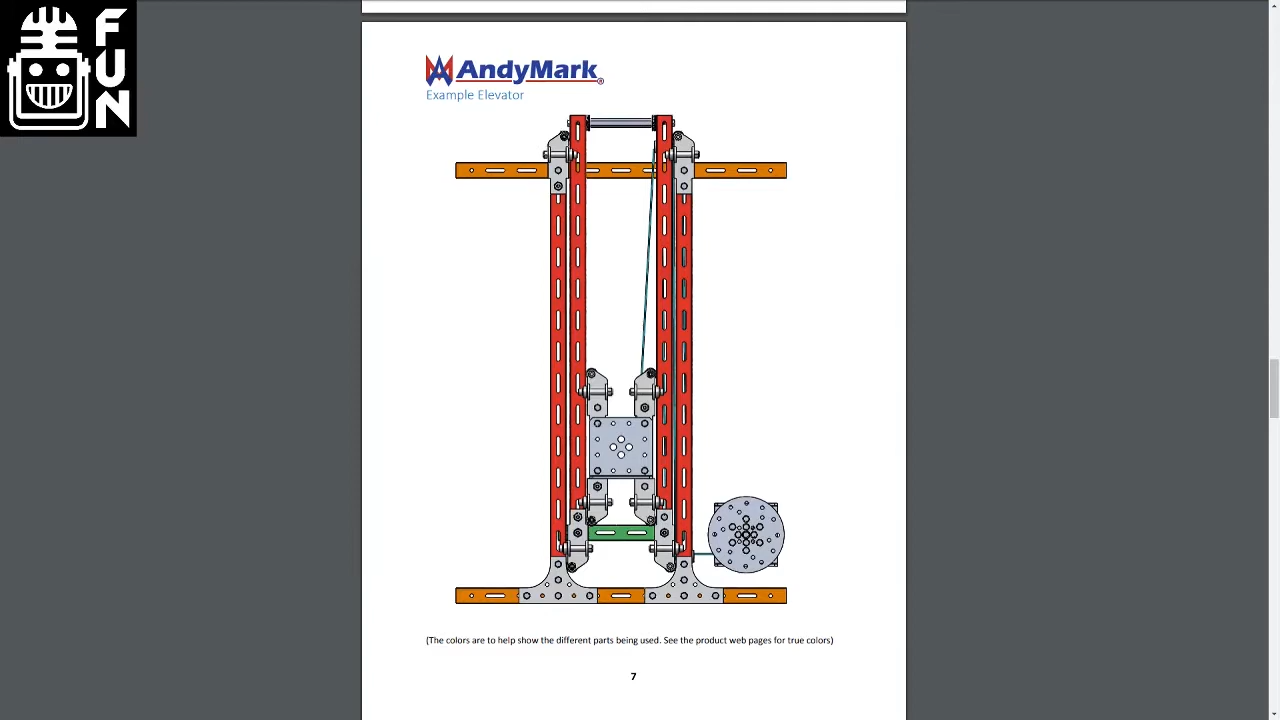 FUN
AndyMark®
Example Elevator
(The colors are to help show the different parts being used. See the product web pages for true colors)
7